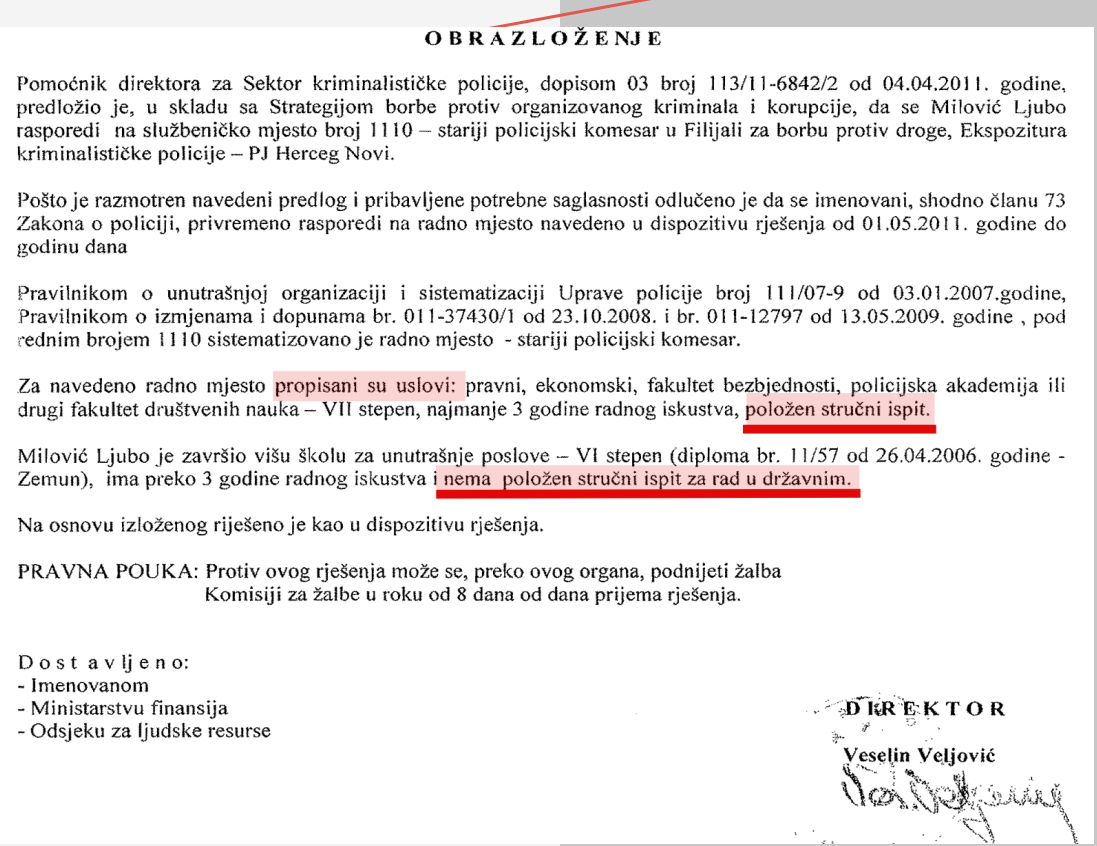 O B R A Z L O Ž E NJ E
Pomoćnik direktora za Sektor kriminalističke policije, dopisom 03 broj 113/11-6842/2 od 04.04.2011. godine,
predložio je, u skladu sa Strategijom borbe protiv organizovanog kriminala i korupcije, da se Milović Ljubo
rasporedi na službeničko mjesto broj 1110 – stariji policijski komesar u Filijali za borbu protiv droge, Ekspozitura
kriminalističke policije – PJ Herceg Novi.
Pošto je razmotren navedeni predlog i pribavljene potrebne saglasnosti odlučeno je da se imenovani, shodno članu 73
Zakona o policiji, privremeno rasporedi na radno mjesto navedeno u dispozitivu rješenja od 01.05.2011. godine do
godinu dana
Pravilnikom o unutrašnjoj organizaciji i sistematizaciji Uprave policije broj 111/07-9 od 03.01.2007.godine,
Pravilnikom o izmjenama i dopunama br. 011-37430/1 od 23.10.2008. i br. 011-12797 od 13.05.2009. godine , pod
rednim brojem 1110 sistematizovano je radno mjesto - stariji policijski komesar.
Za navedeno radno mjesto propisani su uslovi: pravni, ekonomski, fakultet bezbjednosti, policijska akademija ili
drugi fakultet društvenih nauka – VII stepen, najmanje 3 godine radnog iskustva, položen stručni ispit.
Milović Ljubo je završio višu školu za unutrašnje poslove – VI stepen (diploma br. 11/57 od 26.04.2006. godine -
Zemun), ima preko 3 godine radnog iskustva i nema položen stručni ispit za rad u državnim.
Na osnovu izloženog riješeno je kao u dispozitivu rješenja.
PRAVNA POUKA: Protiv ovog rješenja može se, preko ovog organa, podnijeti žalba
Komisiji za žalbe u roku od 8 dana od dana prijema rješenja.
D o s t a v lj e n o:
- Imenovanom
- Ministarstvu finansija
- Odsjeku za ljudske resurse
D I R E K T O R
Veselin Veljović